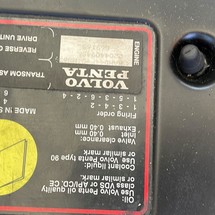 Oil:
Use Volvo Penta oil quality
class VDS or API/CD,CE
or similar mark.
Coolant liquid:
Use Volvo Penta type 90
or similar mark.
Valve clearance:
Inlet 0.40 mm
Exhaust 0.40 mm
Firing order
1-3-4-2
1-5-3-6-2-4
VOLVO
PENTA
ENGINE
DRIVE UNIT
REVERSE
TRANSOM
MADE IN